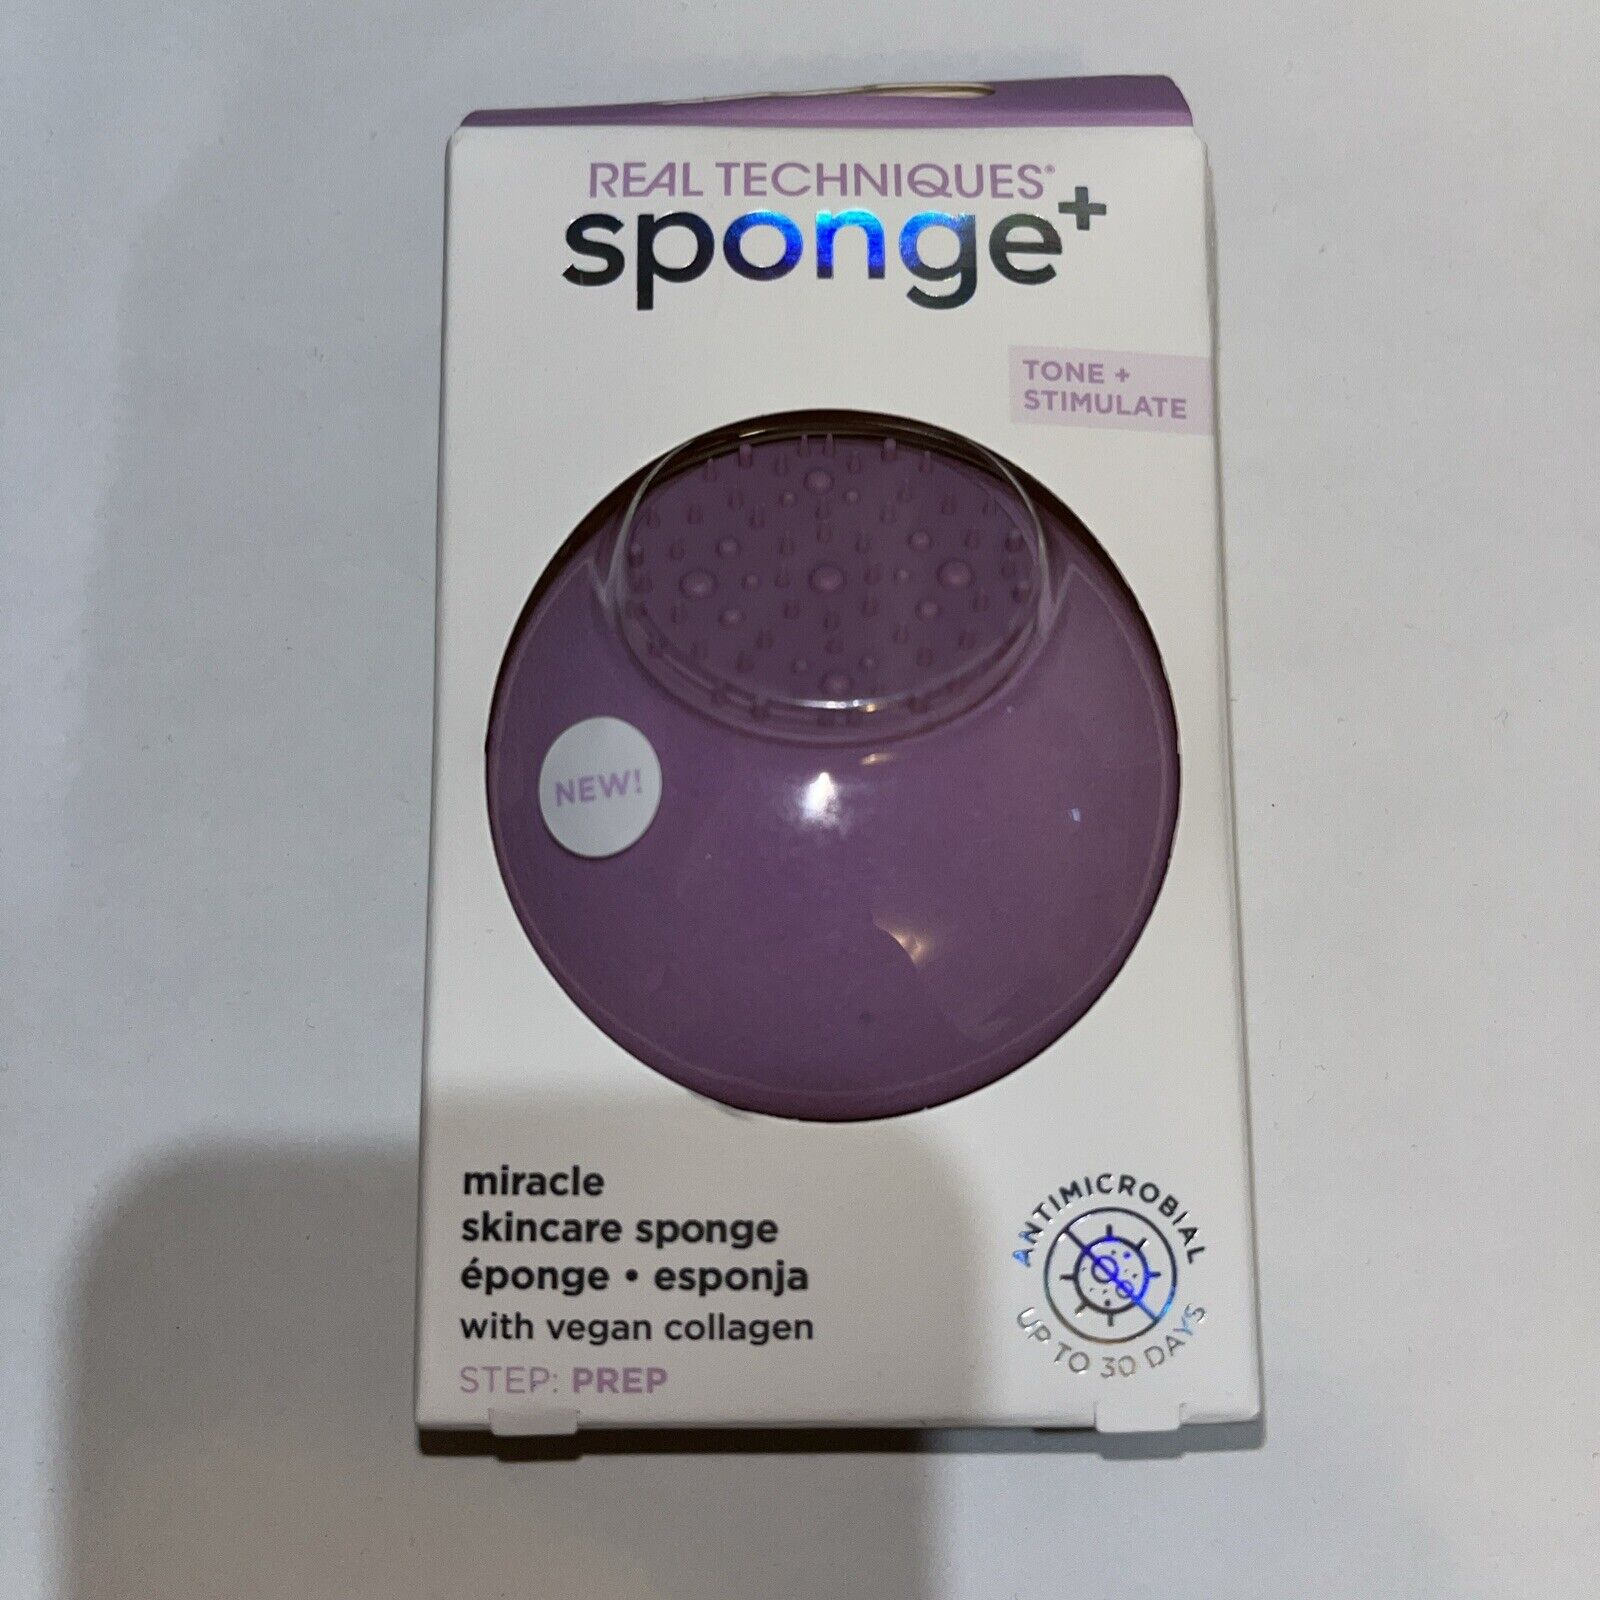 REAL TECHNIQUES®
sponge+
TONE +
STIMULATE
NEW!
miracle
skincare sponge
éponge • esponja
with vegan collagen
STEP: PREP
ANTIMICROBIAL
UP TO 30 DAYS